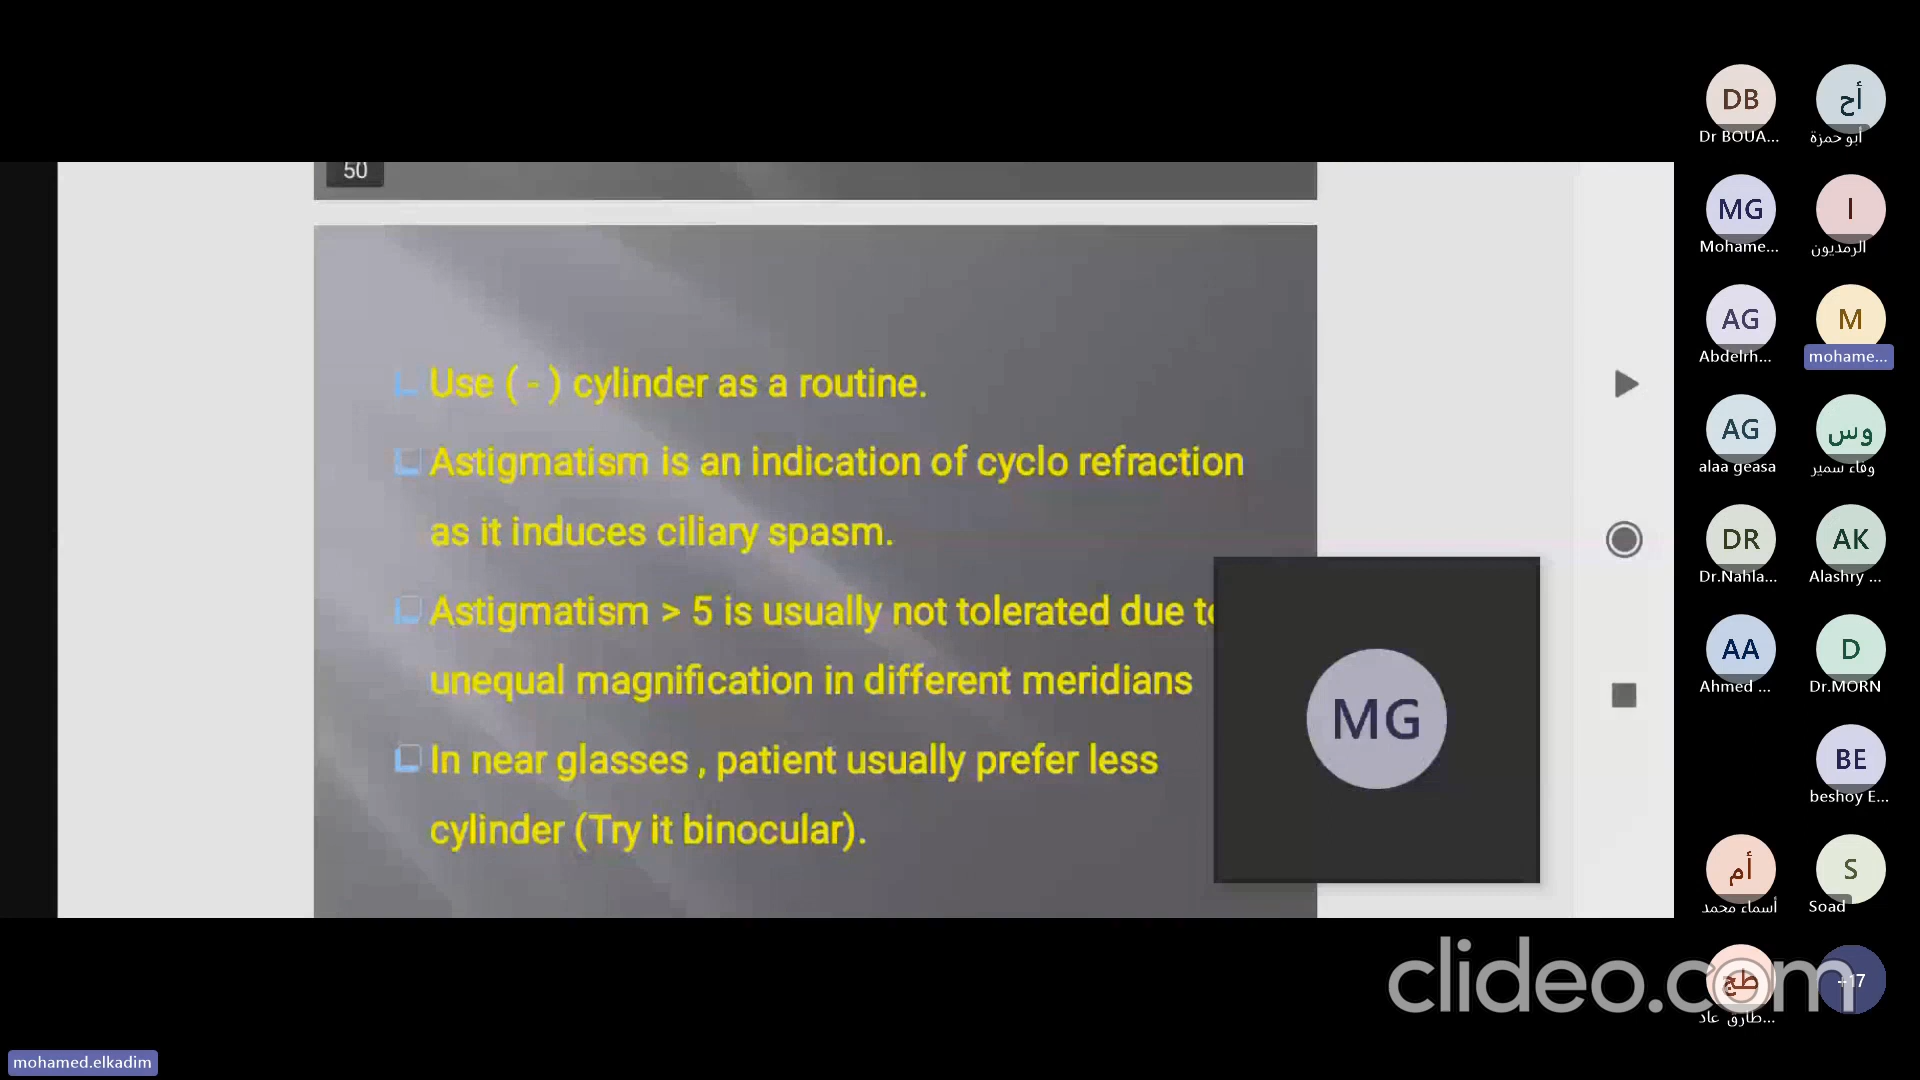 50
Use ( - ) cylinder as a routine.
Astigmatism is an indication of cyclo refraction
as it induces ciliary spasm.
Astigmatism > 5 is usually not tolerated due to
unequal magnification in different meridians
In near glasses , patient usually prefer less
cylinder (Try it binocular).
MG
DB
Dr BOUA...
أح
أبو حمزة
MG
Mohame...
I
الرمديون
AG
Abdelrh...
M
mohame...
AG
alaa geasa
وس
وفاء سمير
DR
Dr.Nahla...
AK
Alashry ...
AA
Ahmed ...
D
Dr.MORN
BE
beshoy E...
أم
أسماء محمد
S
Soad
طج
طارق عاد...
+17
clideo.com
mohamed.elkadim